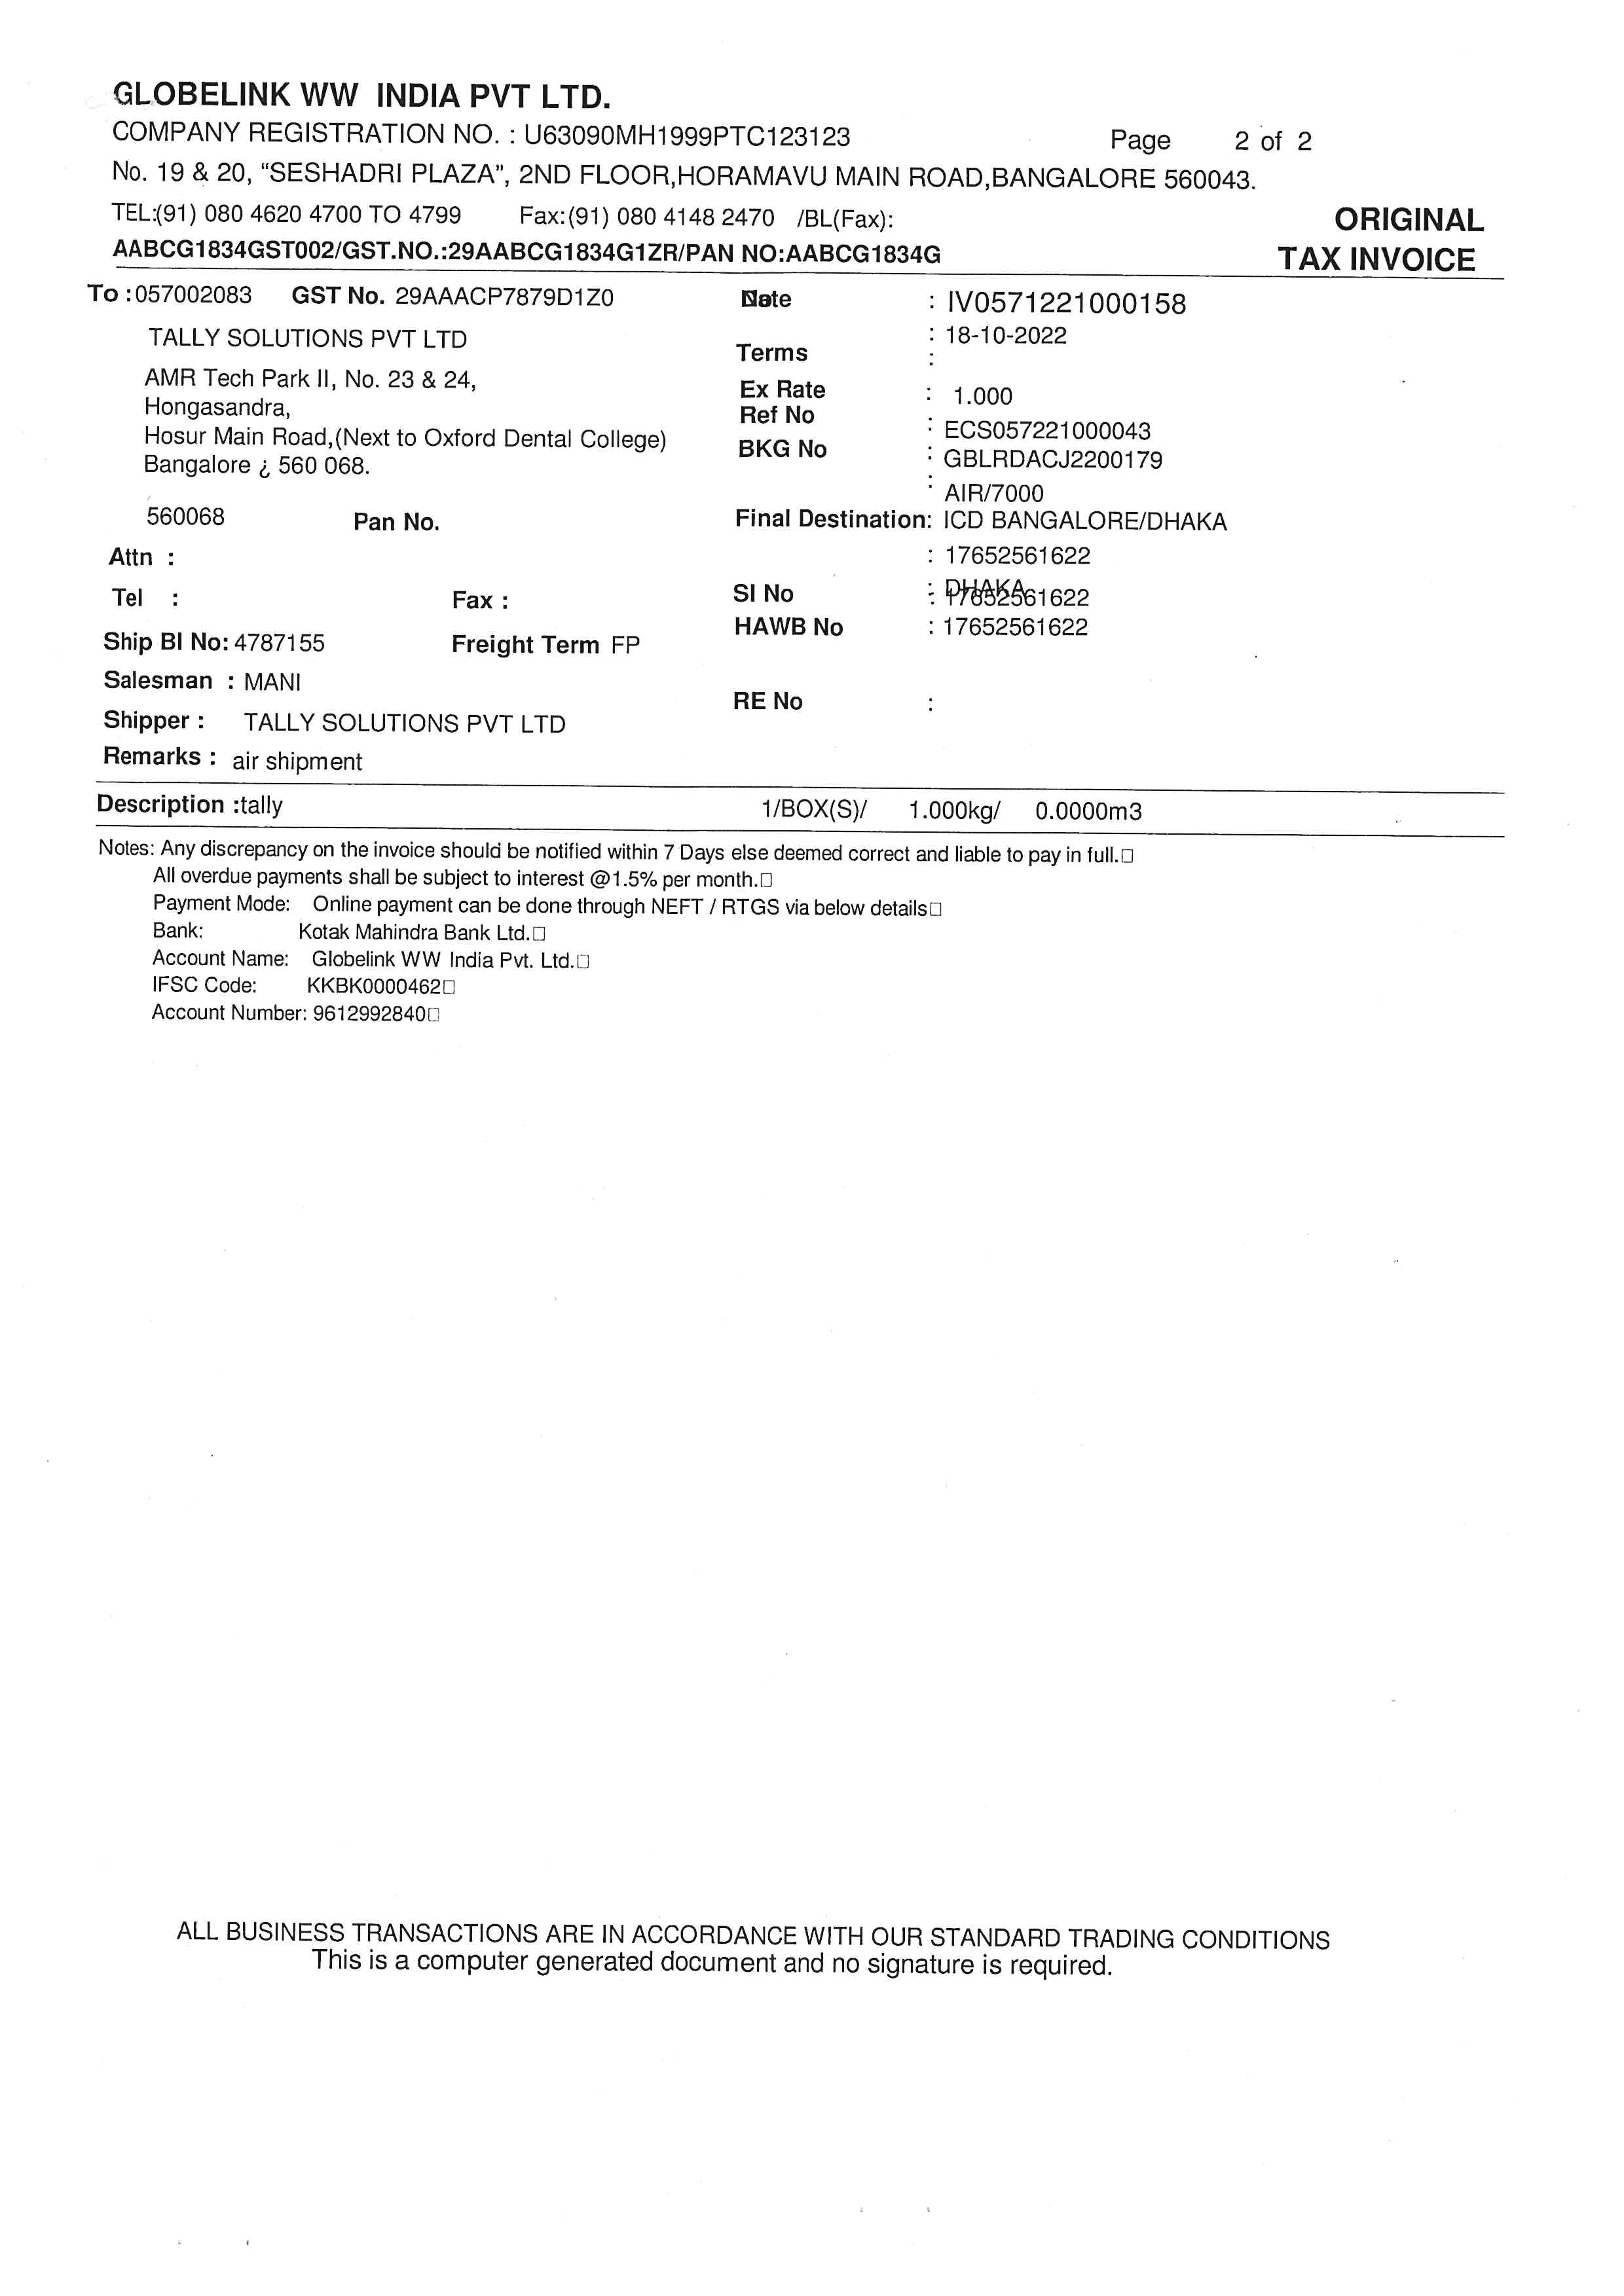 GLOBELINK WW INDIA PVT LTD.
COMPANY REGISTRATION NO. : U63090MH1999PTC123123 Page 2 of 2
No. 19 & 20, “SESHADRI PLAZA”, 2ND FLOOR,HORAMAVU MAIN ROAD,BANGALORE 560043.
TEL:(91) 080 4620 4700 TO 4799 Fax:(91) 080 4148 2470 /BL(Fax): ORIGINAL
AABCG1834GST002/GST.NO.:29AABCG1834G1ZR/PAN NO:AABCG1834G TAX INVOICE
To :057002083 GST No. 29AAACP7879D1Z0 : IV0571221000158
TALLY SOLUTIONS PVT LTD : 18-10-2022
Terms :
AMR Tech Park II, No. 23 & 24, Ex Rate : 1.000
Hongasandra, Ref No : ECS057221000043
Hosur Main Road,(Next to Oxford Dental College) BKG No : GBLRDACJ2200179
Bangalore ¿ 560 068. : AIR/7000
560068 Pan No. Final Destination: ICD BANGALORE/DHAKA
Attn : : 17652561622
Tel : Fax : SI No : DHAKA
: 17652561622
HAWB No : 17652561622
Ship Bl No: 4787155 Freight Term FP
Salesman : MANI
RE No :
Shipper : TALLY SOLUTIONS PVT LTD
Remarks : air shipment
Description :tally 1/BOX(S)/ 1.000kg/ 0.0000m3
Notes: Any discrepancy on the invoice should be notified within 7 Days else deemed correct and liable to pay in full.□
All overdue payments shall be subject to interest @1.5% per month.□
Payment Mode: Online payment can be done through NEFT / RTGS via below details□
Bank: Kotak Mahindra Bank Ltd.□
Account Name: Globelink WW India Pvt. Ltd.□
IFSC Code: KKBK0000462□
Account Number: 9612992840□
ALL BUSINESS TRANSACTIONS ARE IN ACCORDANCE WITH OUR STANDARD TRADING CONDITIONS
This is a computer generated document and no signature is required.